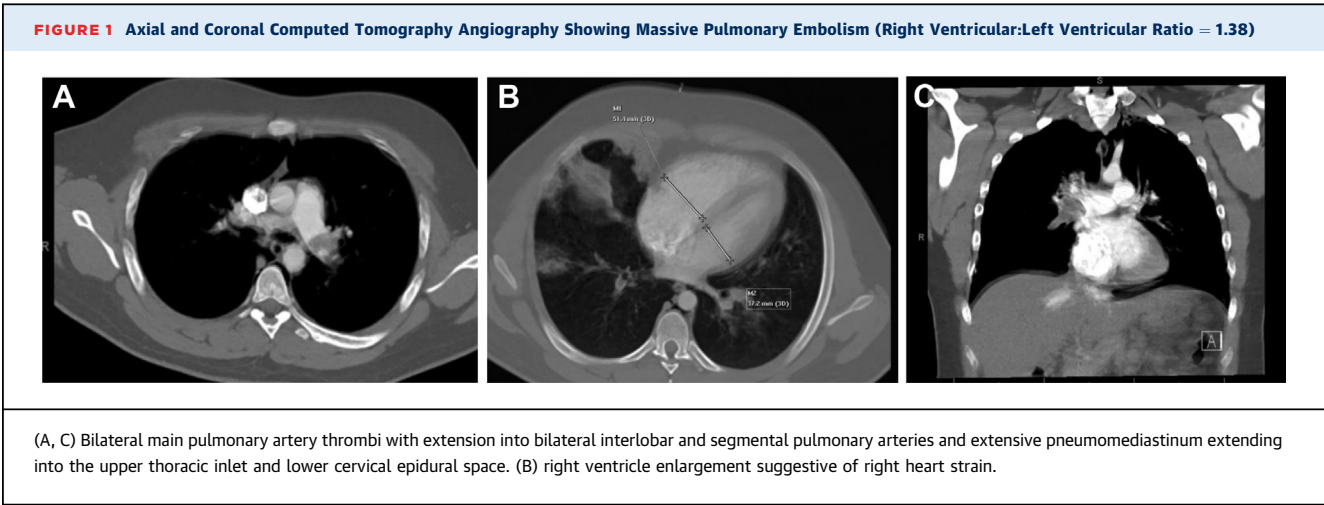 FIGURE 1 Axial and Coronal Computed Tomography Angiography Showing Massive Pulmonary Embolism (Right Ventricular:Left Ventricular Ratio = 1.38)
A
R
B
M1
51.4 mm (3D)
M2
37.2 mm (3D)
C
S
R
A
(A, C) Bilateral main pulmonary artery thrombi with extension into bilateral interlobar and segmental pulmonary arteries and extensive pneumomediastinum extending
into the upper thoracic inlet and lower cervical epidural space. (B) right ventricle enlargement suggestive of right heart strain.